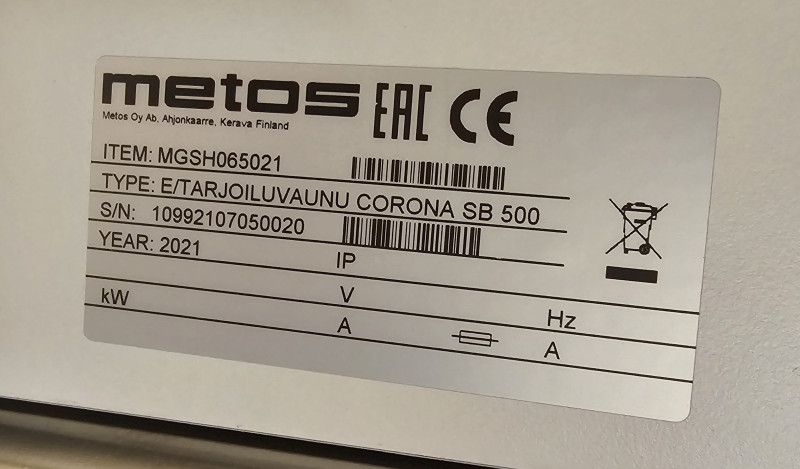 metos EAC CE
Metos Oy Ab, Ahjonkaarre, Kerava Finland
ITEM: MGSH065021
TYPE: E/TARJOILUVAUNU CORONA SB 500
S/N: 10992107050020
YEAR: 2021 IP
kW V Hz
A A